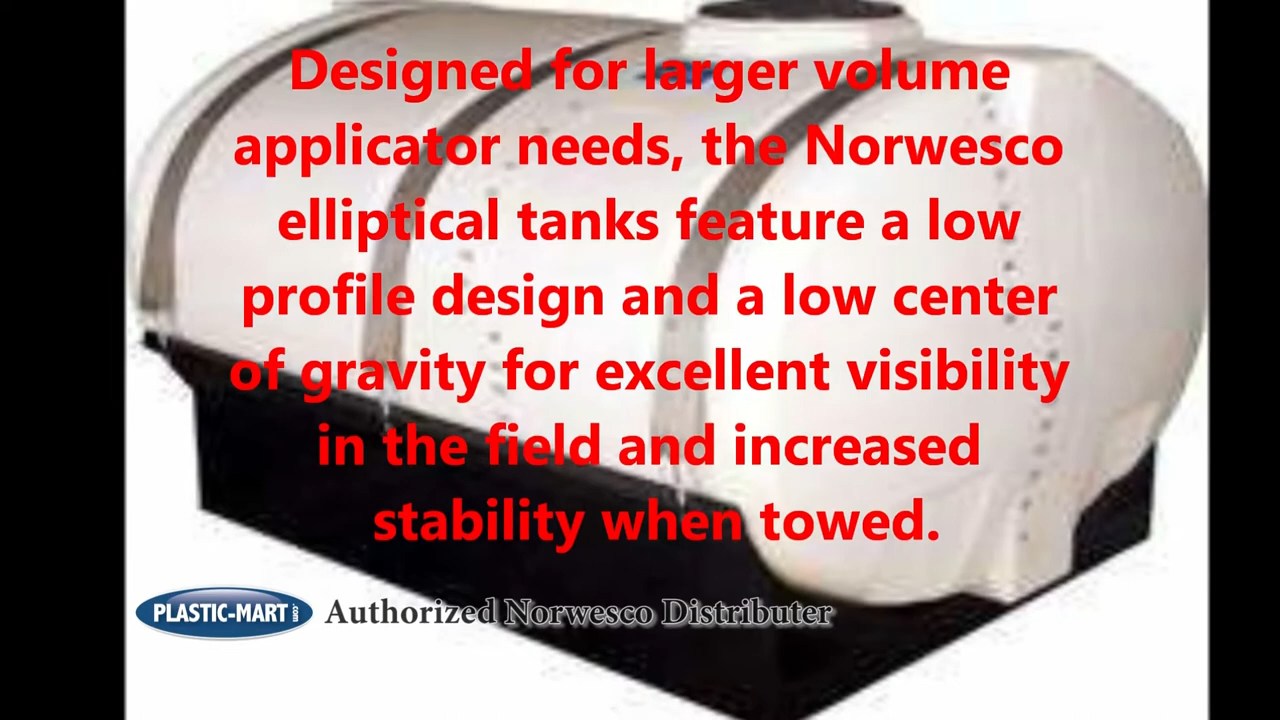 Designed for larger volume
applicator needs, the Norwesco
elliptical tanks feature a low
profile design and a low center
of gravity for excellent visibility
in the field and increased
stability when towed.
PLASTIC-MART.COM Authorized Norwesco Distributer